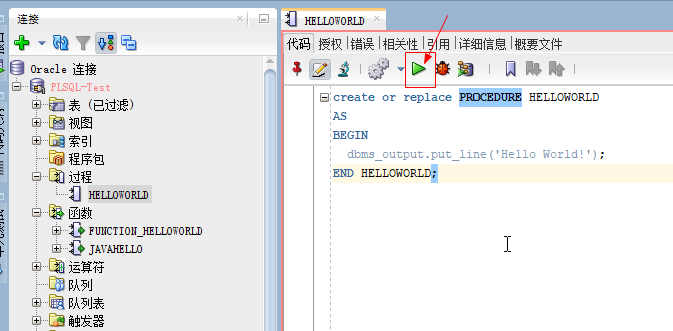 连接
Oracle 连接
PLSQL-Test
表 (已过滤)
视图
索引
程序包
过程
HELLOWORLD
函数
FUNCTION_HELLOWORLD
JAVAHELLO
运算符
队列
队列表
触发器
HELLOWORLD
代码 授权 错误 相关性 引用 详细信息 概要文件
create or replace PROCEDURE HELLOWORLD
AS
BEGIN
dbms_output.put_line('Hello World!');
END HELLOWORLD;